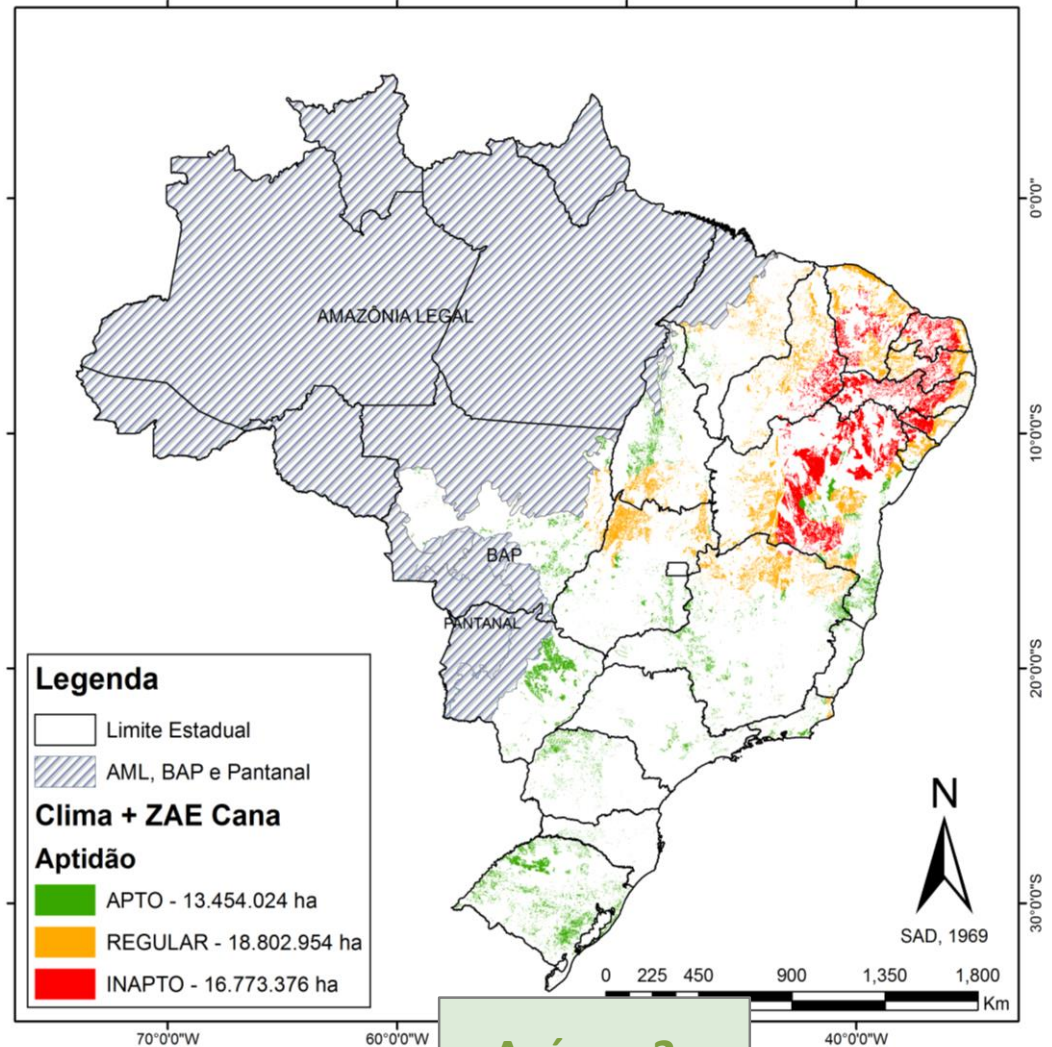 AMAZÔNIA LEGAL
BAP
PANTANAL
0°0'0"
10°0'0"S
20°0'0"S
30°0'0"S
Legenda
Limite Estadual
AML, BAP e Pantanal
Clima + ZAE Cana
Aptidão
APTO - 13.454.024 ha
REGULAR - 18.802.954 ha
INAPTO - 16.773.376 ha
N
SAD, 1969
0 225 450 900 1,350 1,800
Km
70°0'0"W 60°0'0"W 40°0'0"W